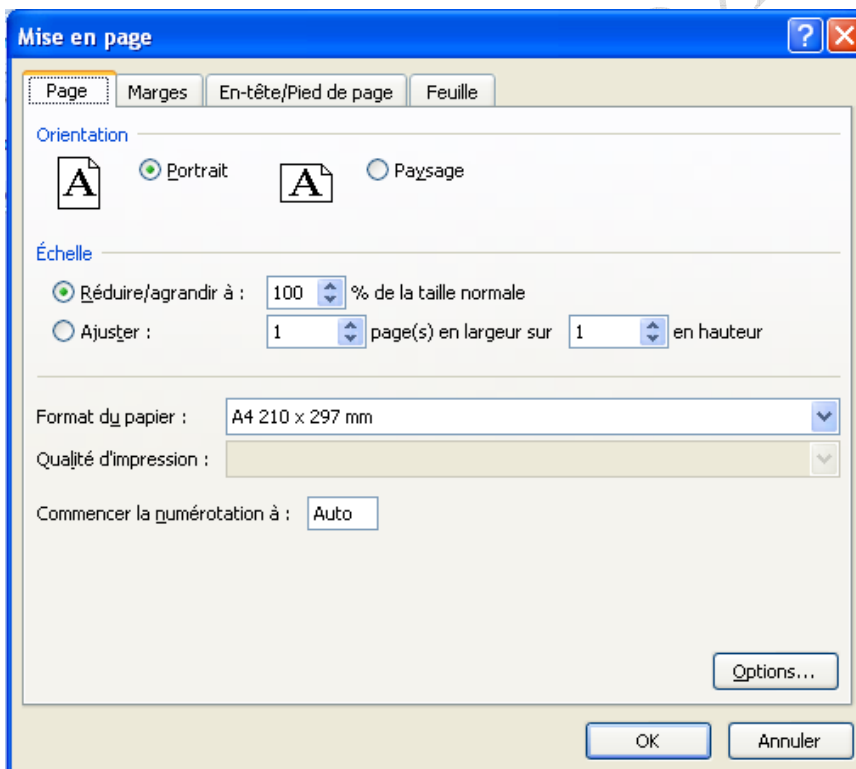 Mise en page
Page Marges En-tête/Pied de page Feuille
Orientation
A Portrait A Paysage
Échelle
Réduire/agrandir à : 100 % de la taille normale
Ajuster : 1 page(s) en largeur sur 1 en hauteur
Format du papier : A4 210 x 297 mm
Qualité d'impression :
Commencer la numérotation à : Auto
Options...
OK Annuler